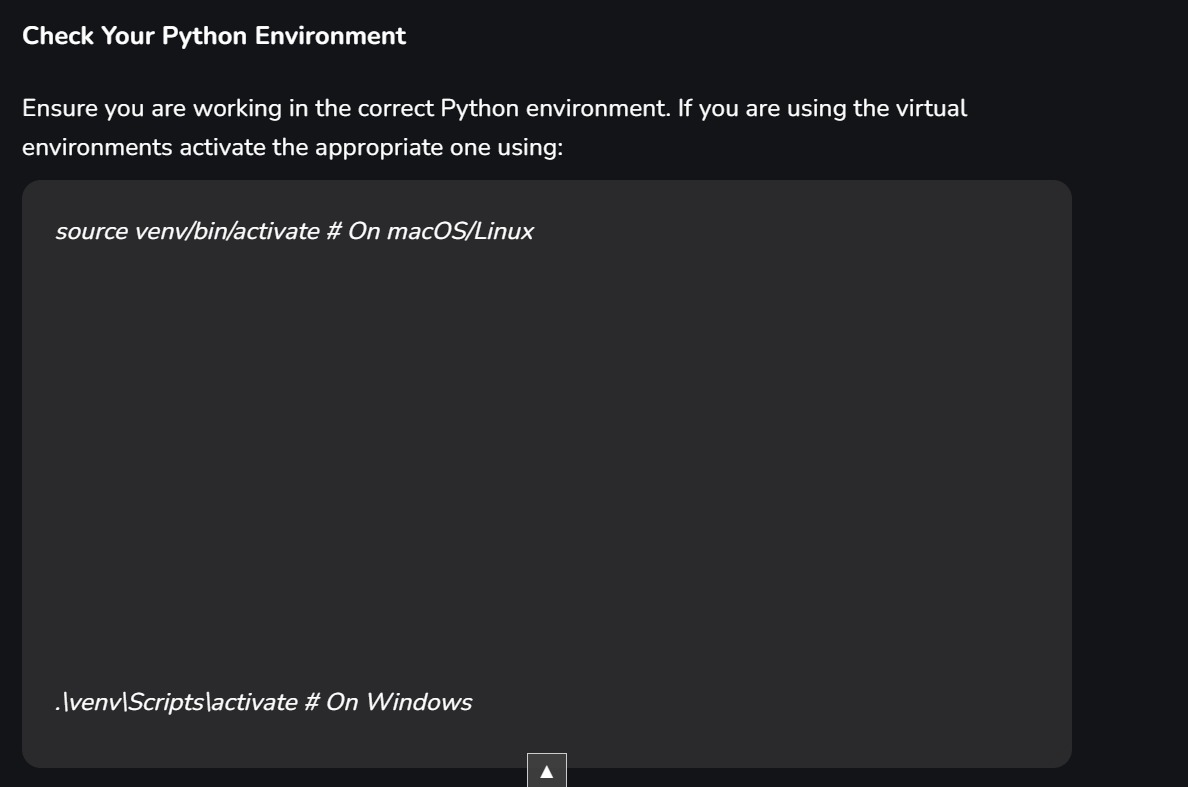 Check Your Python Environment
Ensure you are working in the correct Python environment. If you are using the virtual
environments activate the appropriate one using:
source venv/bin/activate # On macOS/Linux
.\venv\Scripts\activate # On Windows